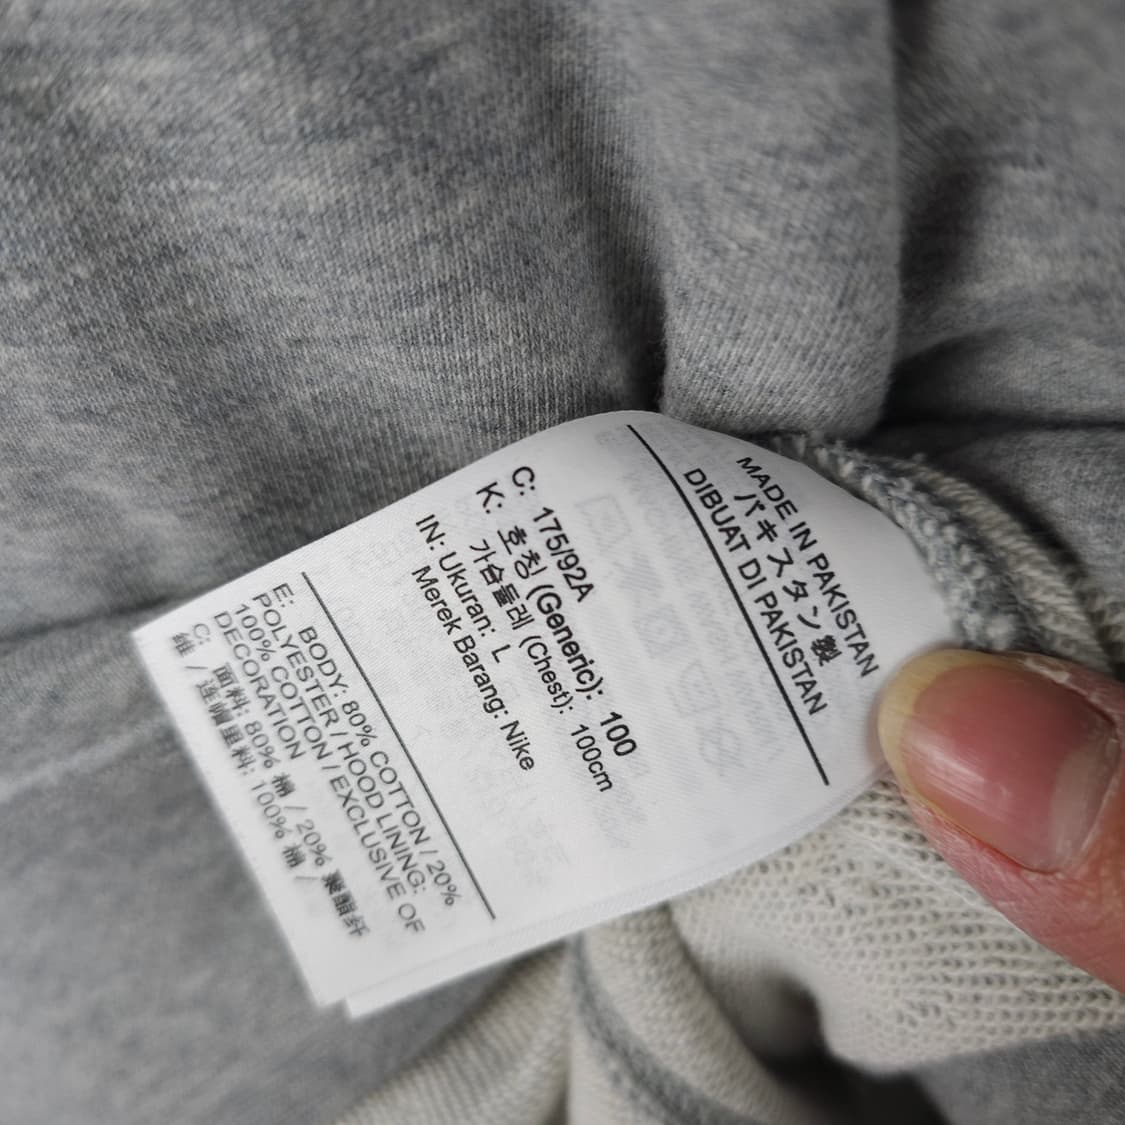 MADE IN PAKISTAN
パキスタン製
DIBUAT DI PAKISTAN
C: 175/92A
K: 호칭 (Generic): 100
가슴둘레 (Chest): 100cm
IN: Ukuran: L
Merek Barang: Nike
E: BODY: 80% COTTON / 20%
POLYESTER / HOOD LINING:
100% COTTON / EXCLUSIVE OF
DECORATION
C: 面料: 80% 棉 / 20% 聚酯纤
维 / 连帽里料: 100% 棉 /